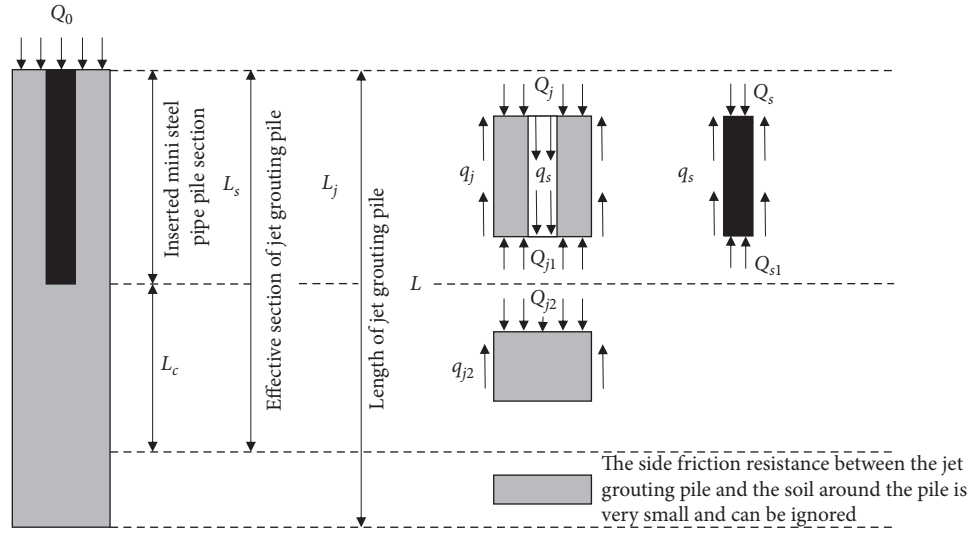 Q0
Inserted mini steel
pipe pile section
Lc
Ls
Effective section of jet grouting pile
Lj
Length of jet grouting pile
L
Qj
qj
qs
Qj1
Qs
qs
Qs1
Qj2
qj2
The side friction resistance between the jet
grouting pile and the soil around the pile is
very small and can be ignored